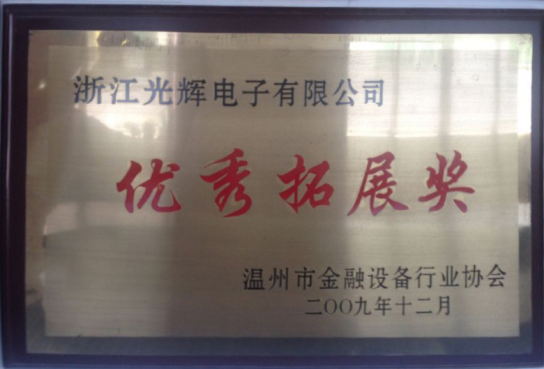 浙江光辉电子有限公司
优秀拓展奖
温州市金融设备行业协会
二OO九年十二月